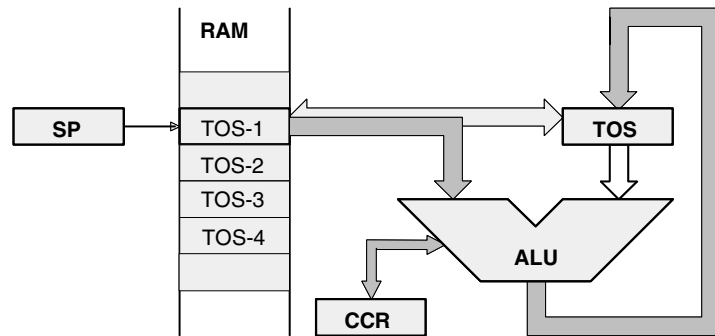 RAM
SP
TOS-1
TOS
TOS-2
TOS-3
TOS-4
ALU
CCR